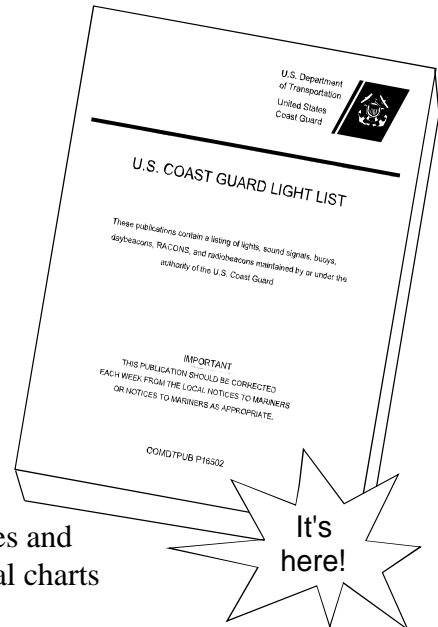 U.S. Department
of Transportation
United States
Coast Guard
U.S. COAST GUARD LIGHT LIST
These publications contain a listing of lights, sound signals, buoys,
daybeacons, RACONS, and radiobeacons maintained by or under the
authority of the U.S. Coast Guard
IMPORTANT
THIS PUBLICATION SHOULD BE CORRECTED
EACH WEEK FROM THE LOCAL NOTICES TO MARINERS
OR NOTICES TO MARINERS AS APPROPRIATE.
COMDTPUB P16502
es and
al charts
It's
here!